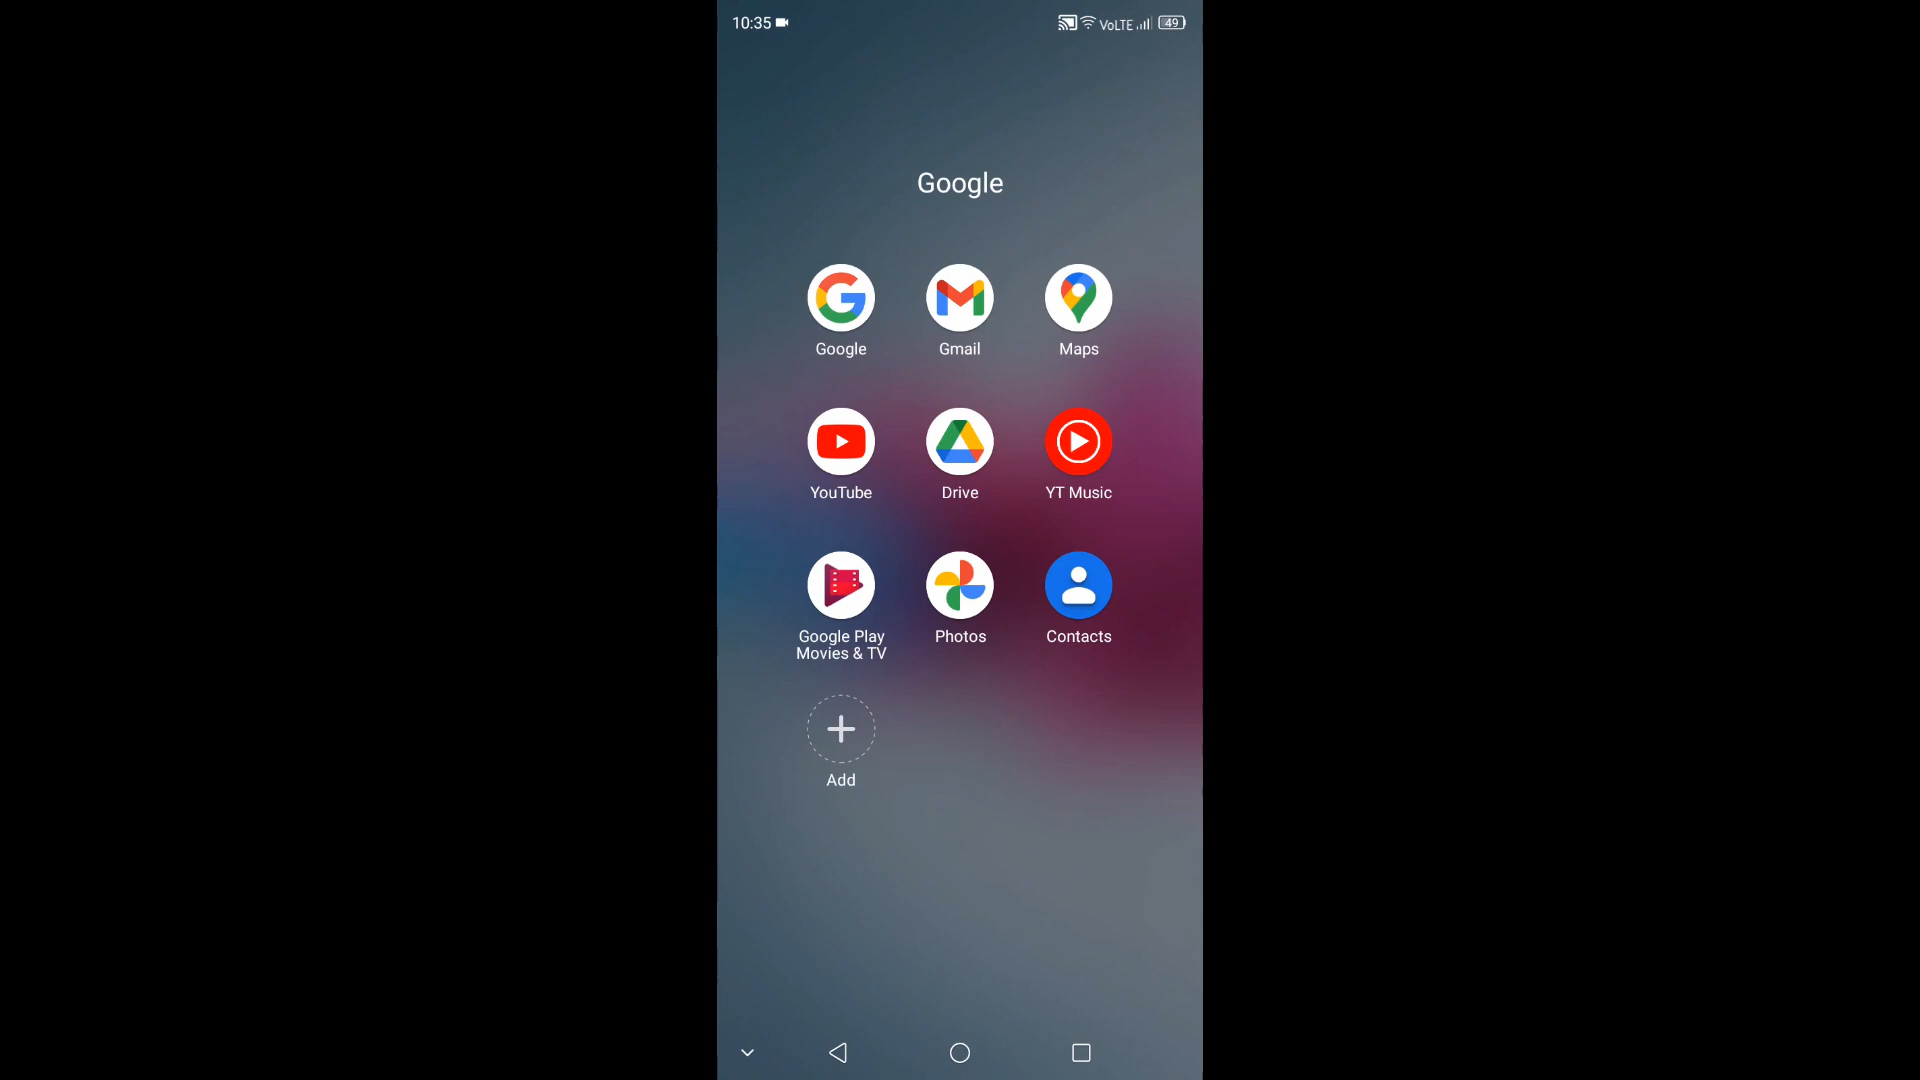 10:35
VoLTE 49
Google
Google Gmail Maps
YouTube Drive YT Music
Google Play Photos Contacts
Movies & TV
Add